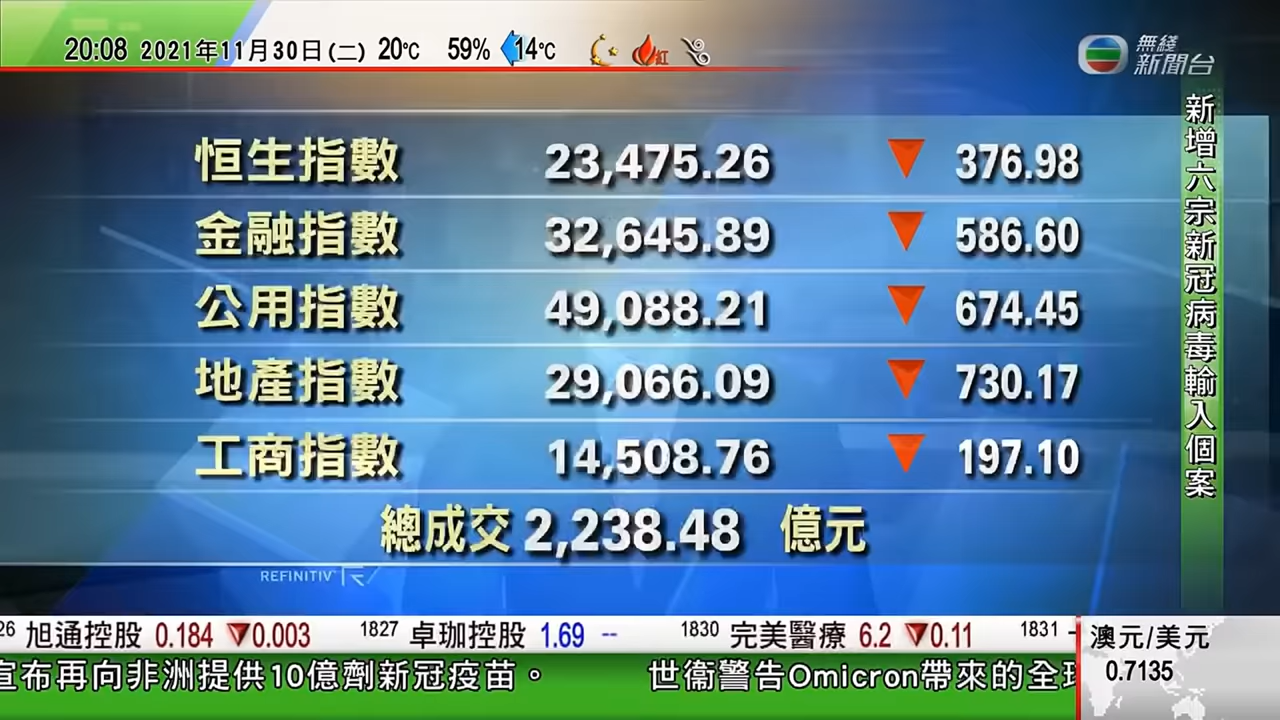 20:08 2021年11月30日(二) 20℃ 59% 14℃ 紅
無綫
新聞台
恒生指數 23,475.26 ▼ 376.98
金融指數 32,645.89 ▼ 586.60
公用指數 49,088.21 ▼ 674.45
地產指數 29,066.09 ▼ 730.17
工商指數 14,508.76 ▼ 197.10
總成交 2,238.48 億元
REFINITIV
新增六宗新冠病毒輸入個案
26 旭通控股 0.184 ▼0.003 1827 卓珈控股 1.69 -- 1830 完美醫療 6.2 ▼0.11 1831
澳元/美元
0.7135
宣布再向非洲提供10億劑新冠疫苗。 世衞警告Omicron帶來的全球